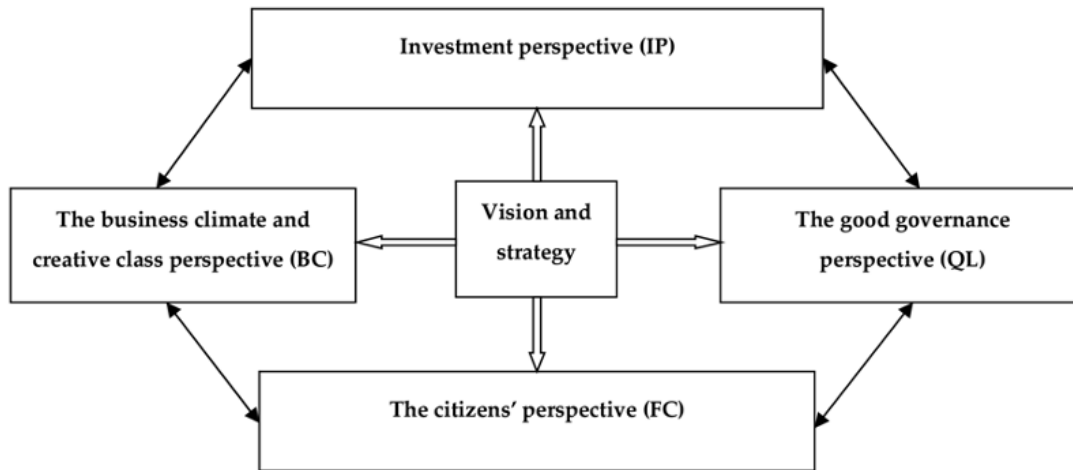 Investment perspective (IP)
The business climate and
creative class perspective (BC)
Vision and
strategy
The good governance
perspective (QL)
The citizens’ perspective (FC)